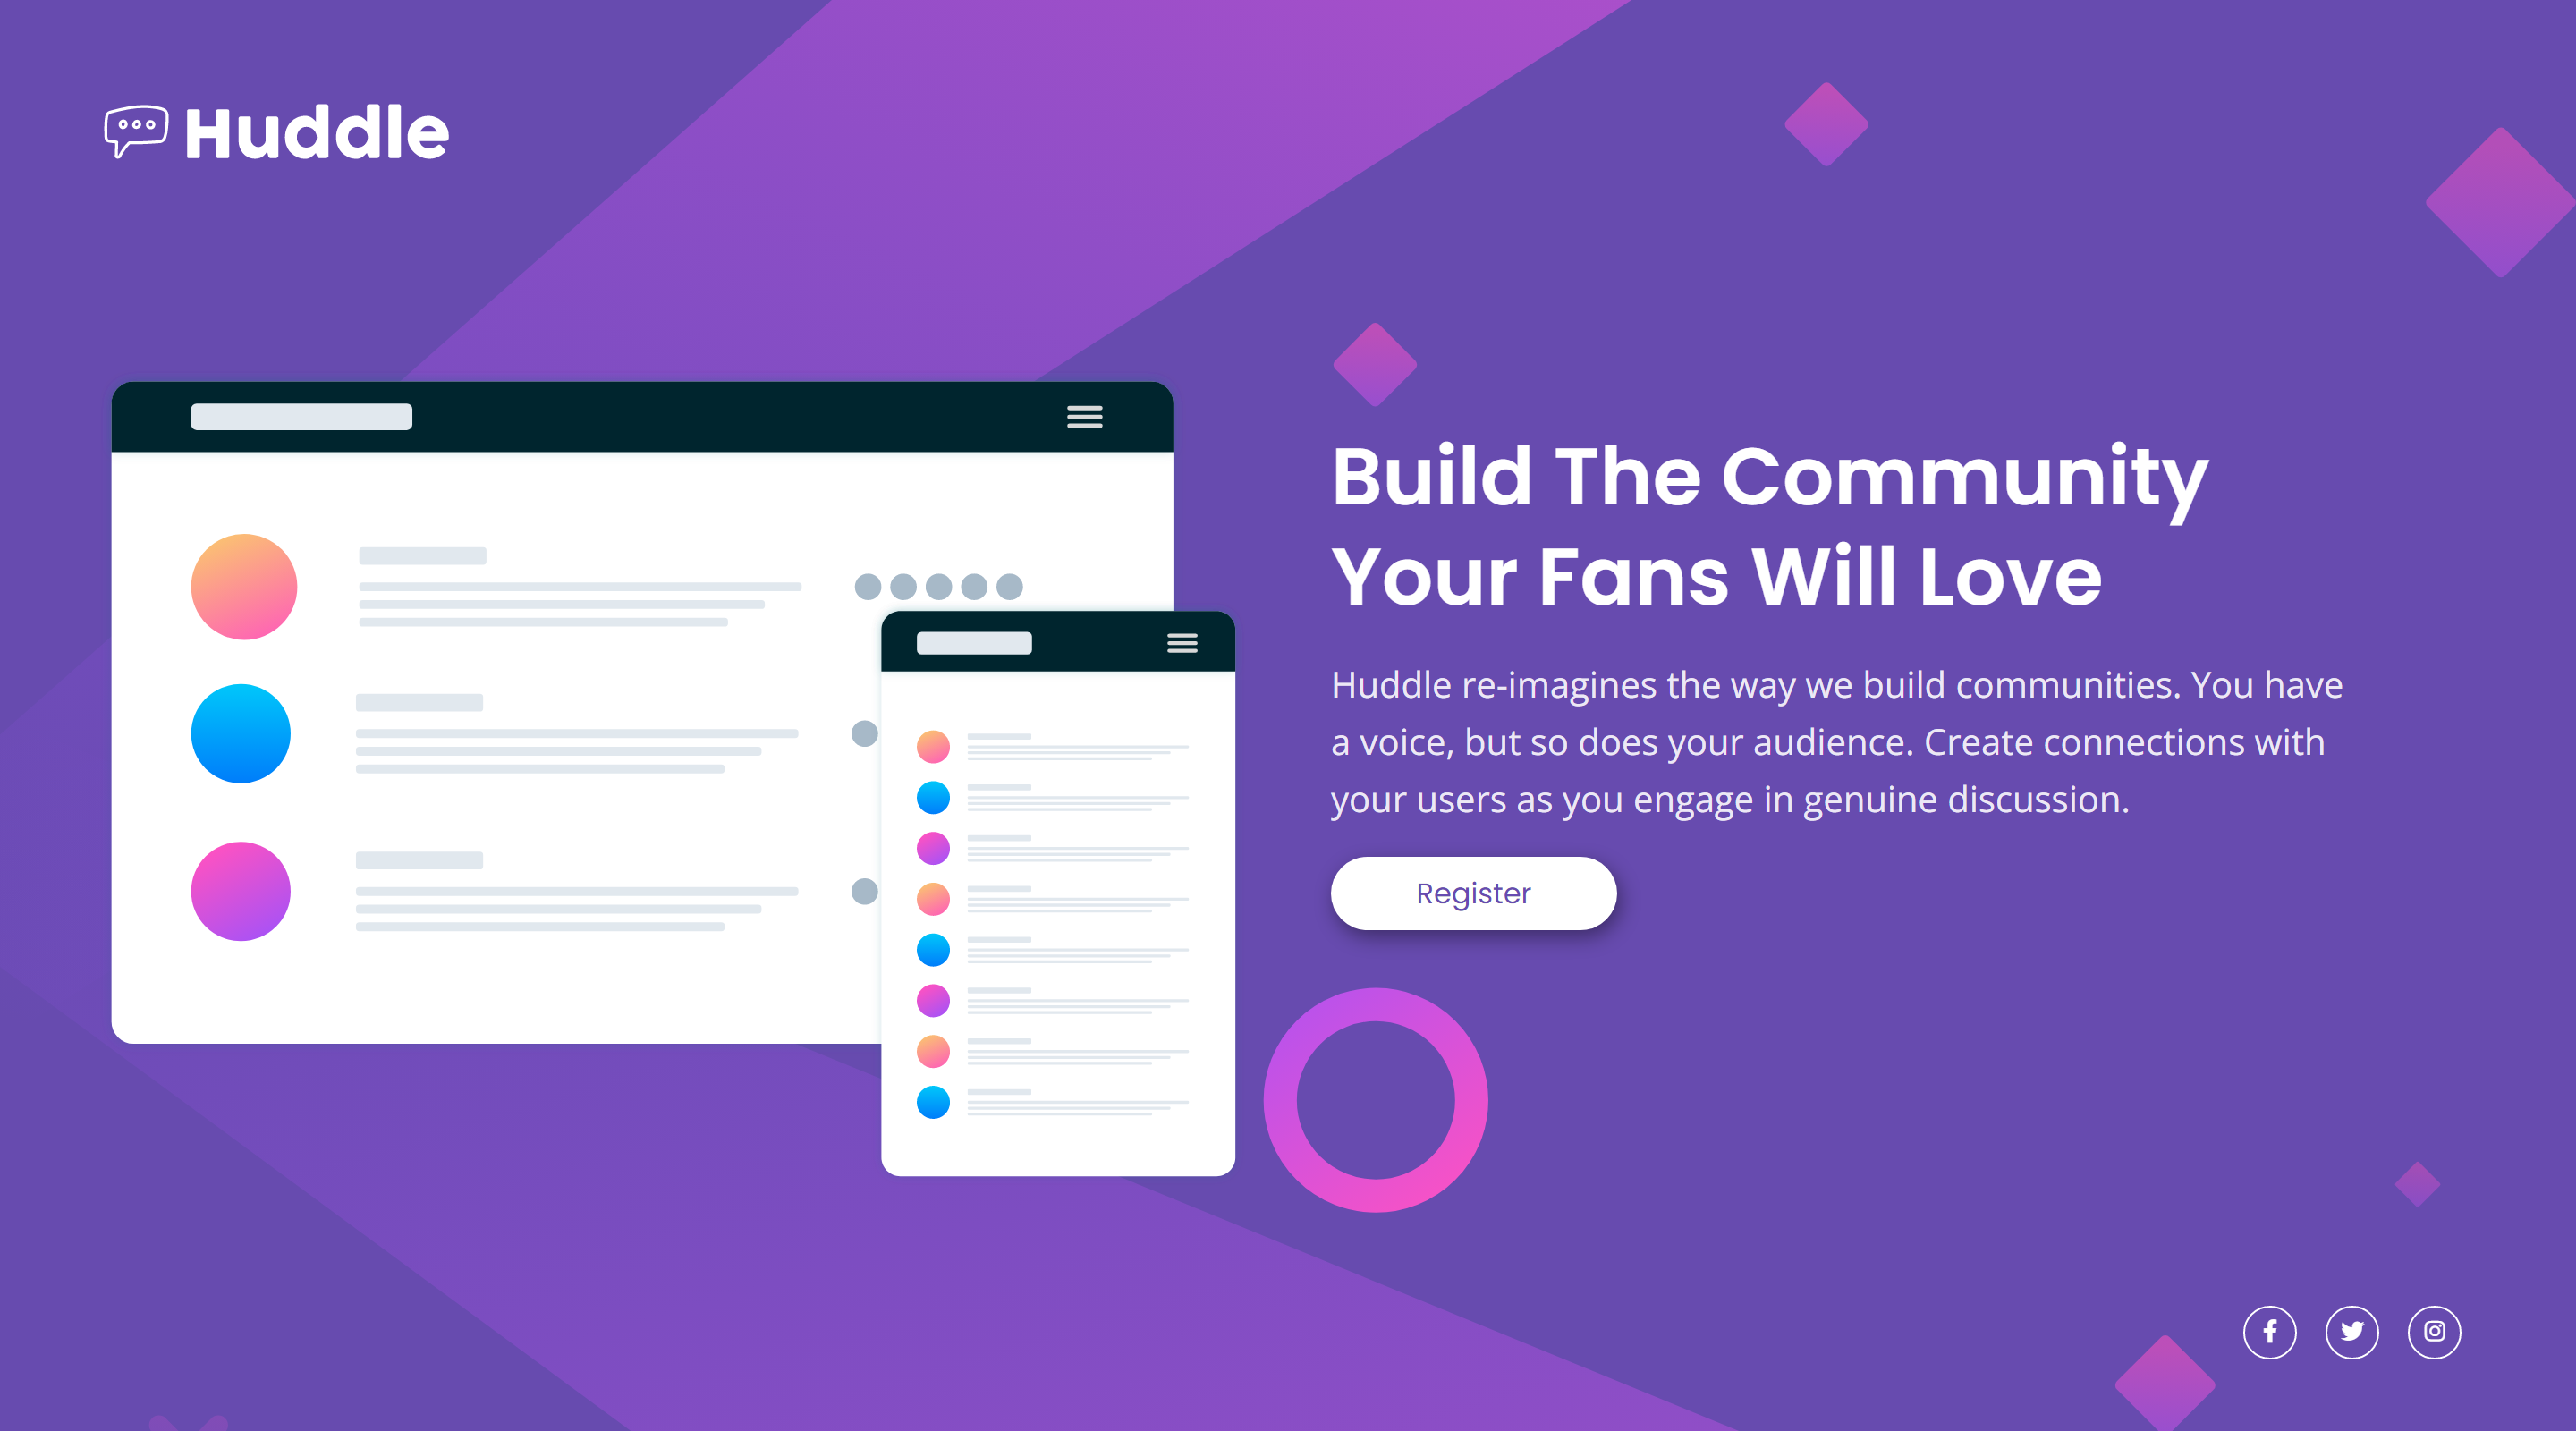 Huddle
Build The Community
Your Fans Will Love
Huddle re-imagines the way we build communities. You have
a voice, but so does your audience. Create connections with
your users as you engage in genuine discussion.
Register